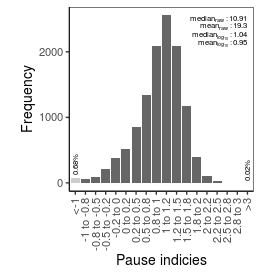 median_raw : 10.91
mean_raw : 19.3
median_log10 : 1.04
mean_log10 : 0.95
Frequency
2000
1000
0
0.68%
0.02%
<-1
-1 to -0.8
-0.8 to -0.5
-0.5 to -0.2
-0.2 to 0
0 to 0.2
0.2 to 0.5
0.5 to 0.8
0.8 to 1
1 to 1.2
1.2 to 1.5
1.5 to 1.8
1.8 to 2
2 to 2.2
2.2 to 2.5
2.5 to 2.8
2.8 to 3
>3
Pause indicies